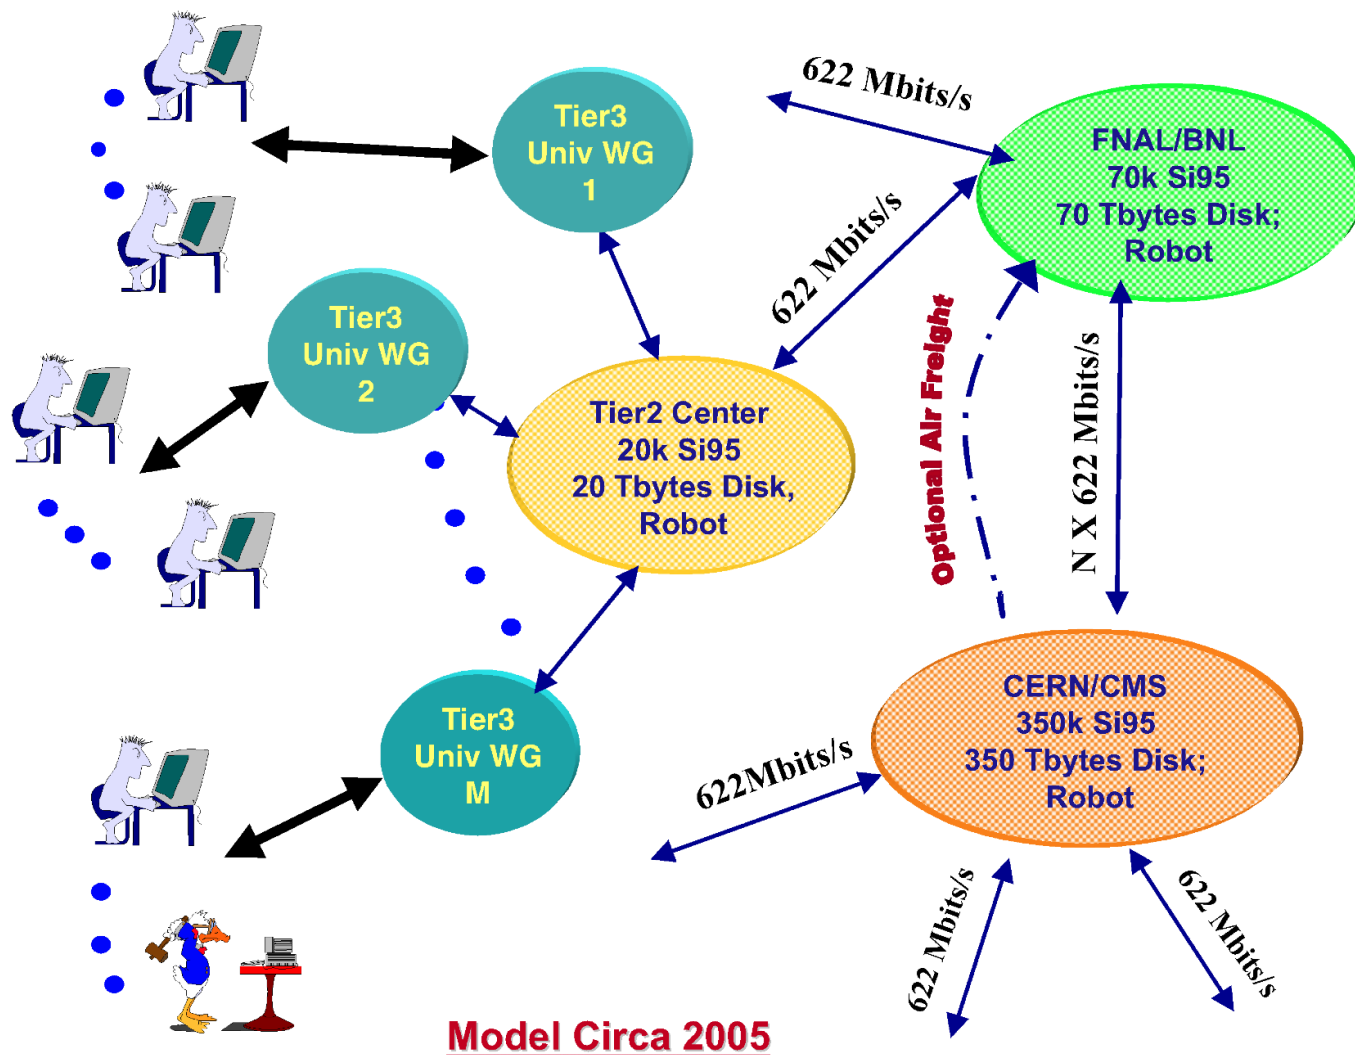 622 Mbits/s
Tier3
Univ WG
1
FNAL/BNL
70k Si95
70 Tbytes Disk;
Robot
622 Mbits/s
Tier3
Univ WG
2
Optional Air Freight
N X 622 Mbits/s
Tier2 Center
20k Si95
20 Tbytes Disk,
Robot
Tier3
Univ WG
M
CERN/CMS
350k Si95
350 Tbytes Disk;
Robot
622Mbits/s
622 Mbits/s
622 Mbits/s
Model Circa 2005